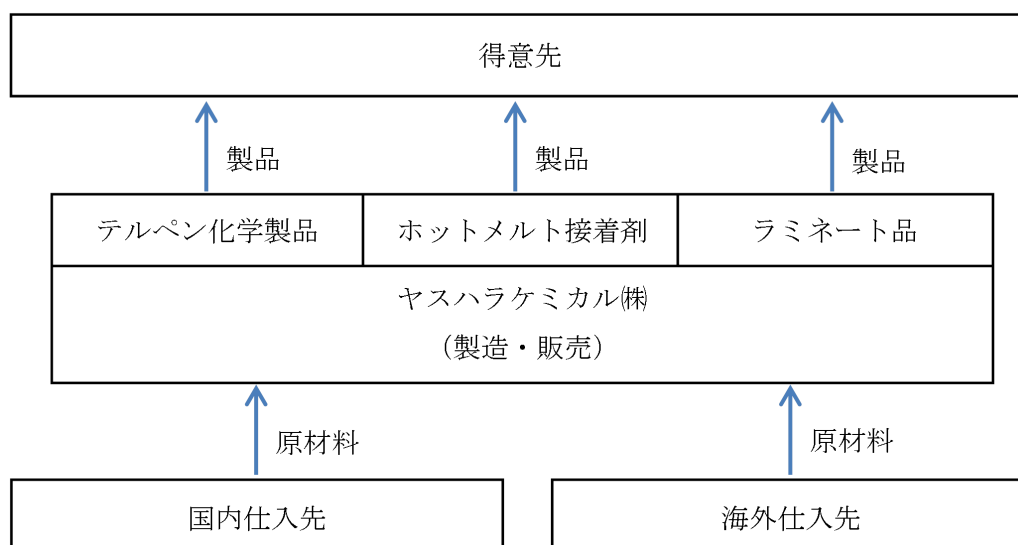 得意先
製品
製品
製品
テルペン化学製品
ホットメルト接着剤
ラミネート品
ヤスハラケミカル㈱
（製造・販売）
原材料
原材料
国内仕入先
海外仕入先